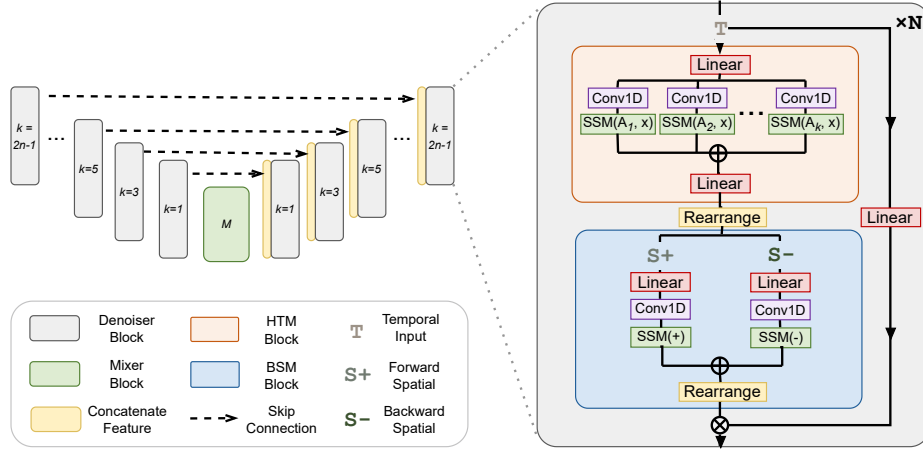 k =
2n-1
...
k=5
k=3
k=1
M
k=1
k=3
k=5
...
k =
2n-1
Denoiser
Block
HTM
Block
T
Temporal
Input
Mixer
Block
BSM
Block
S+
Forward
Spatial
Concatenate
Feature
Skip
Connection
S-
Backward
Spatial
T
×N
Linear
Conv1D
Conv1D
...
Conv1D
SSM(A1, x)
SSM(A2, x)
SSM(Ak, x)
Linear
Rearrange
Linear
S+
S-
Linear
Linear
Conv1D
Conv1D
SSM(+)
SSM(-)
Rearrange